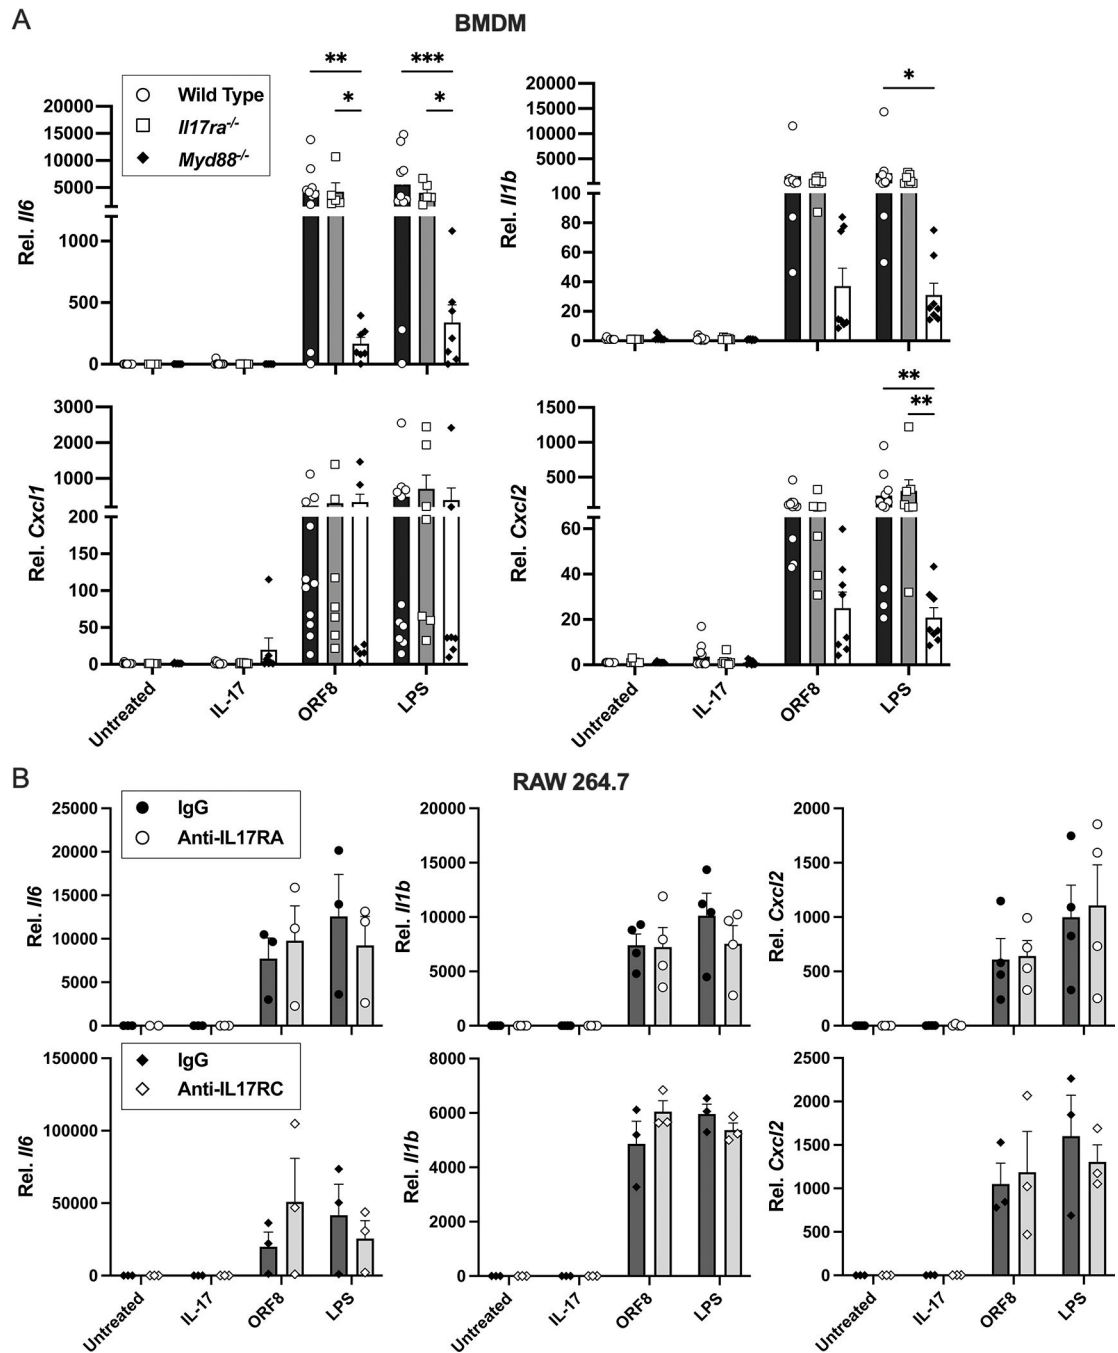 A
BMDM
Wild Type
Il17ra-/-
Myd88-/-
** *** * *
Rel. Il6
20000
15000
10000
5000
1000
500
0
*
Rel. Il1b
20000
15000
10000
5000
100
80
60
40
20
0
Rel. Cxcl1
3000
2000
1000
200
150
100
50
0
Untreated IL-17 ORF8 LPS
** **
Rel. Cxcl2
1500
1000
500
60
40
20
0
Untreated IL-17 ORF8 LPS
B
RAW 264.7
IgG
Anti-IL17RA
Rel. Il6
25000
20000
15000
10000
5000
0
Rel. Il1b
20000
15000
10000
5000
0
Rel. Cxcl2
2000
1500
1000
500
0
IgG
Anti-IL17RC
Rel. Il6
150000
100000
50000
0
Untreated IL-17 ORF8 LPS
Rel. Il1b
8000
6000
4000
2000
0
Untreated IL-17 ORF8 LPS
Rel. Cxcl2
2500
2000
1500
1000
500
0
Untreated IL-17 ORF8 LPS